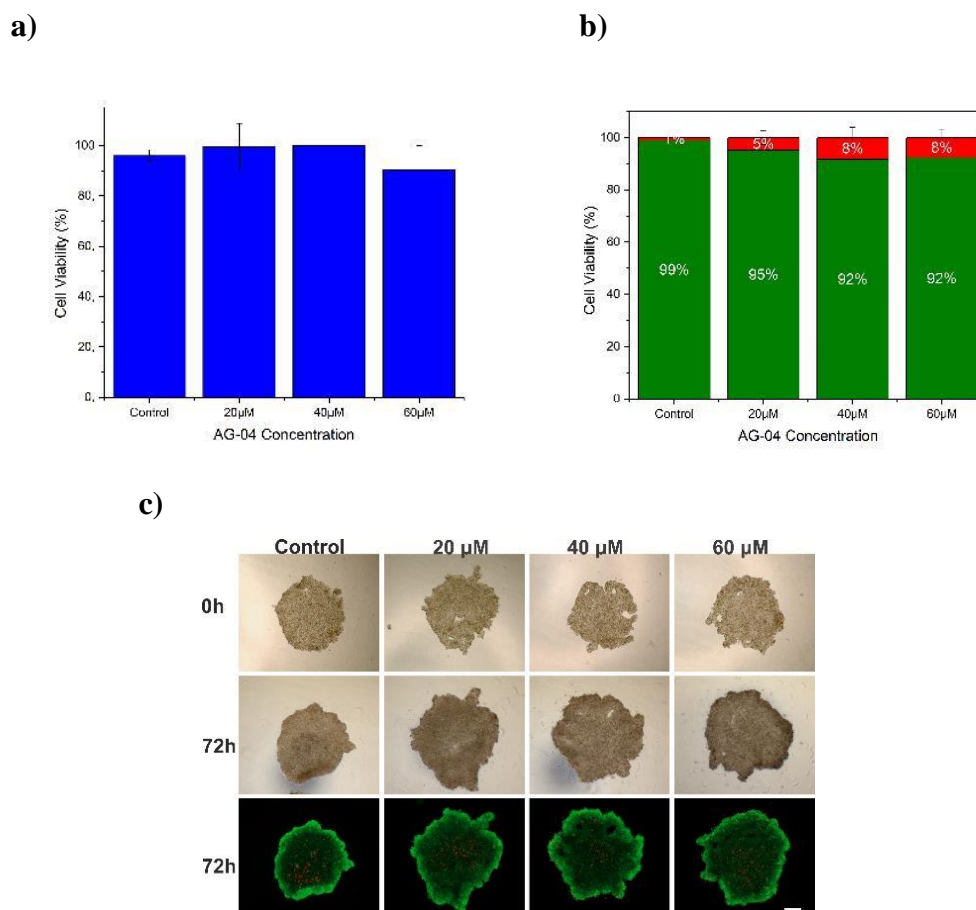 a)
b)
Cell Viability (%)
100
80,
60,
40,
20,
0,
Control 20µM 40µM 60µM
AG-04 Concentration
Cell Viability (%)
100
80
60
40
20
0
1% 5% 8% 8%
99% 95% 92% 92%
Control 20µM 40µM 60µM
AG-04 Concentration
c)
Control 20 µM 40 µM 60 µM
0h
72h
72h